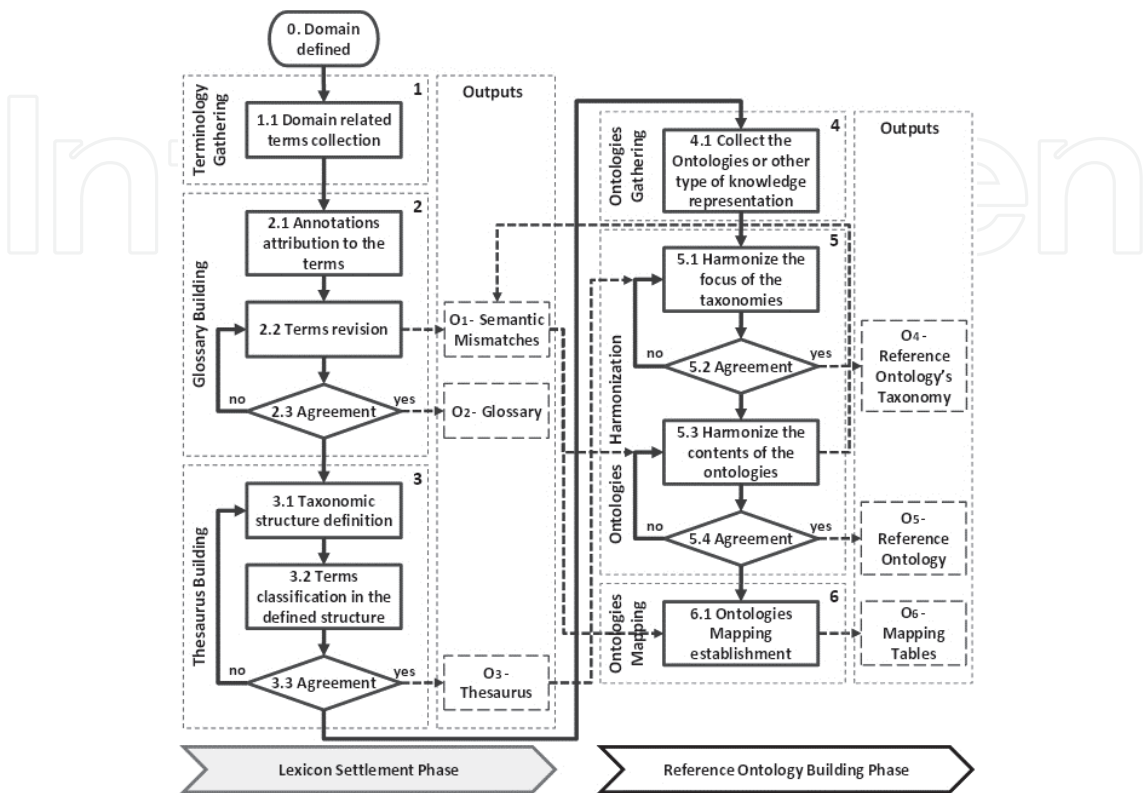 0. Domain
defined
1
Terminology
Gathering
1.1 Domain related
terms collection
Outputs
2
Glossary Building
2.1 Annotations
attribution to the
terms
2.2 Terms revision
O1- Semantic
Mismatches
no
2.3 Agreement
yes
O2- Glossary
3
Thesaurus Building
3.1 Taxonomic
structure definition
3.2 Terms
classification in the
defined structure
no
3.3 Agreement
yes
O3-
Thesaurus
4
Ontologies
Gathering
4.1 Collect the
Ontologies or other
type of knowledge
representation
Outputs
5
Ontologies Harmonization
5.1 Harmonize the
focus of the
taxonomies
no
5.2 Agreement
yes
O4-
Reference
Ontology's
Taxonomy
5.3 Harmonize the
contents of the
ontologies
no
5.4 Agreement
yes
O5-
Reference
Ontology
6
Ontologies
Mapping
6.1 Ontologies
Mapping
establishment
O6-
Mapping
Tables
Lexicon Settlement Phase
Reference Ontology Building Phase